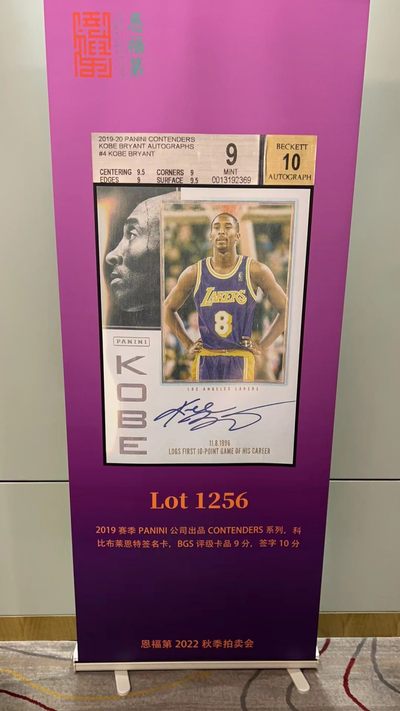 恩福第
2019-20 PANINI CONTENDERS
KOBE BRYANT AUTOGRAPHS
#4 KOBE BRYANT
CENTERING 9.5 CORNERS 9
EDGES 9 SURFACE 9.5
9
MINT
0013192369
BECKETT
10
AUTOGRAPH
LAKERS
8
PANINI
KOBE
LOS ANGELES LAKERS
11.8.1996
LOGS FIRST 10-POINT GAME OF HIS CAREER
Lot 1256
2019 赛季 PANINI 公司出品 CONTENDERS 系列，科
比布莱恩特签名卡，BGS 评级卡品 9 分，签字 10 分
恩福第 2022 秋季拍卖会